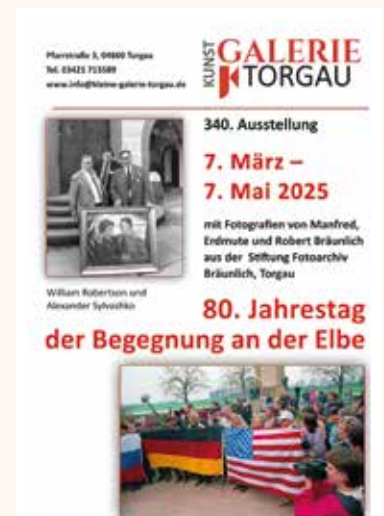 Pfarrstraße 3, 04860 Torgau
Tel. 03421 715589
www.info@kleine-galerie-torgau.de
KUNST
GALERIE
TORGAU
340. Ausstellung
7. März –
7. Mai 2025
mit Fotografien von Manfred,
Erdmute und Robert Bräunlich
aus der Stiftung Fotoarchiv
Bräunlich, Torgau
William Robertson und
Alexander Sylvashko
80. Jahrestag
der Begegnung an der Elbe